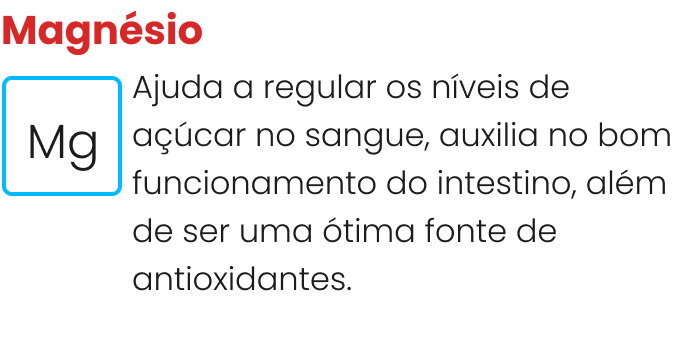 Magnésio
Mg
Ajuda a regular os níveis de
açúcar no sangue, auxilia no bom
funcionamento do intestino, além
de ser uma ótima fonte de
antioxidantes.